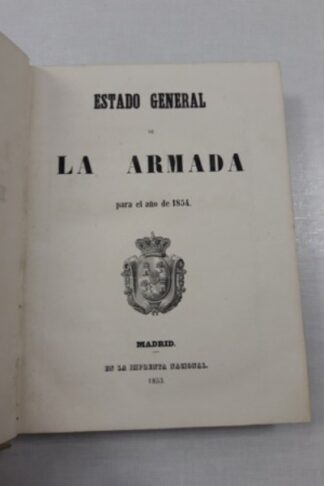 ESTADO GENERAL
DE
LA ARMADA
para el año de 1854.
MADRID.
EN LA IMPRENTA NACIONAL.
1853